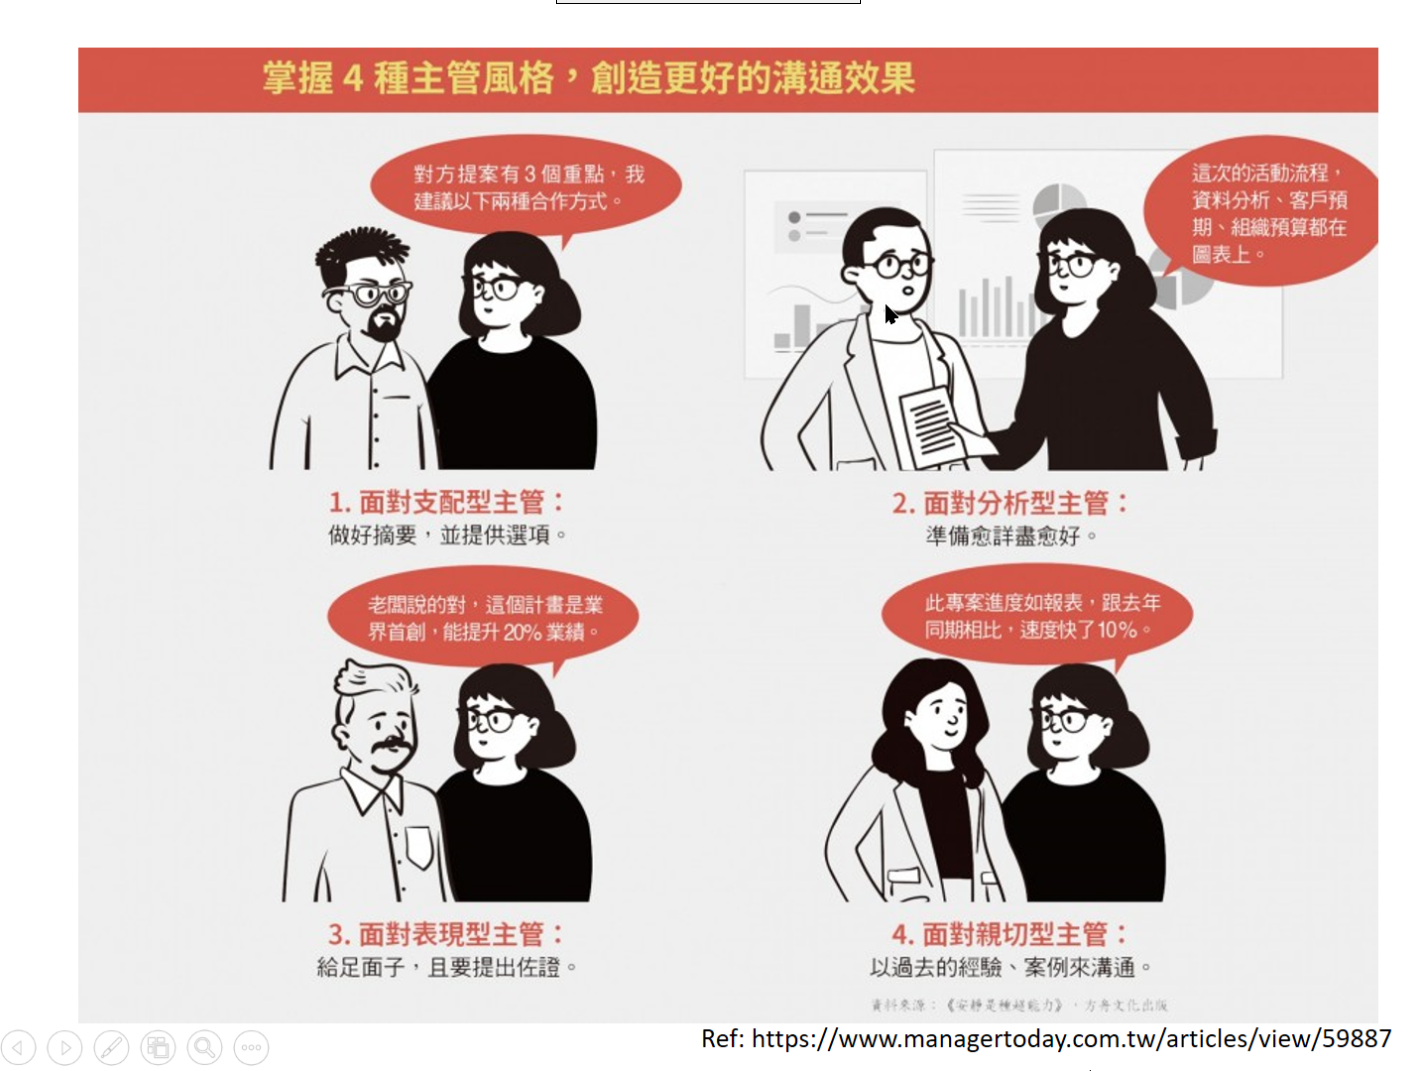 掌握 4 種主管風格，創造更好的溝通效果
對方提案有 3 個重點，我
建議以下兩種合作方式。
這次的活動流程，
資料分析、客戶預
期、組織預算都在
圖表上。
1. 面對支配型主管：
做好摘要，並提供選項。
2. 面對分析型主管：
準備愈詳盡愈好。
老闆說的對，這個計畫是業
界首創，能提升 20% 業績。
此專案進度如報表，跟去年
同期相比，速度快了10%。
3. 面對表現型主管：
給足面子，且要提出佐證。
4. 面對親切型主管：
以過去的經驗、案例來溝通。
資料來源：《安靜是種超能力》，方舟文化出版
Ref: https://www.managertoday.com.tw/articles/view/59887